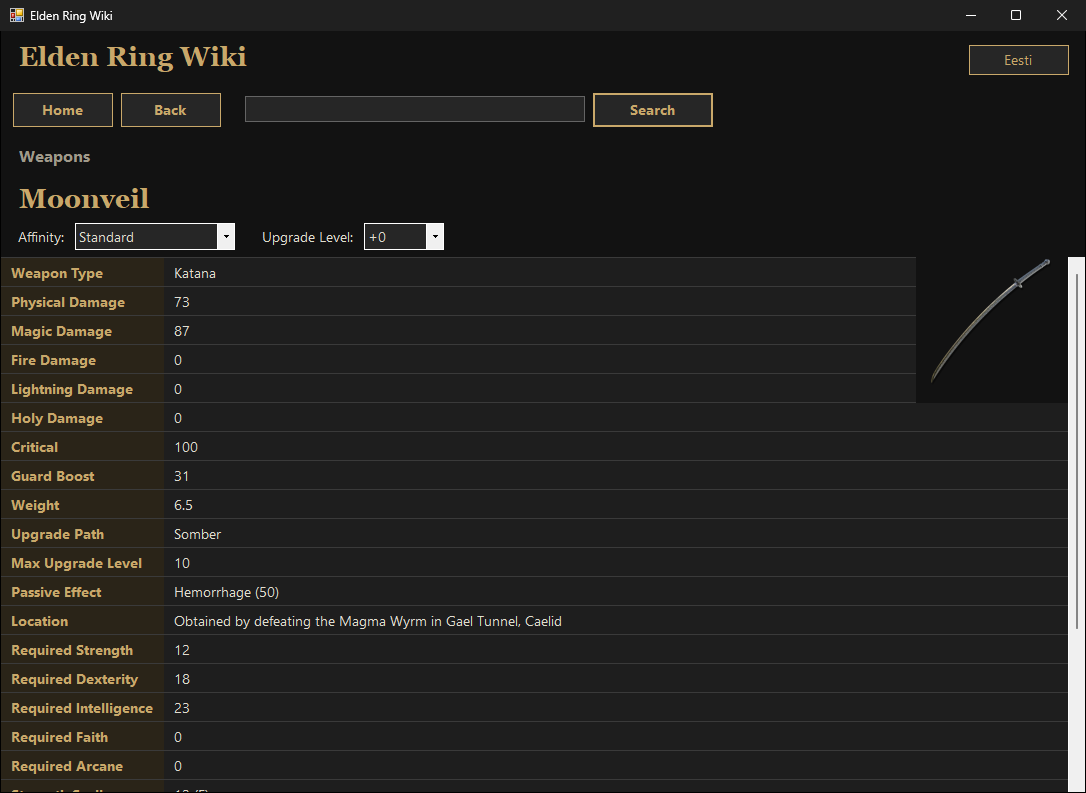 Elden Ring Wiki
Elden Ring Wiki
Eesti
Home Back Search
Weapons
Moonveil
Affinity: Standard Upgrade Level: +0
Weapon Type Katana
Physical Damage 73
Magic Damage 87
Fire Damage 0
Lightning Damage 0
Holy Damage 0
Critical 100
Guard Boost 31
Weight 6.5
Upgrade Path Somber
Max Upgrade Level 10
Passive Effect Hemorrhage (50)
Location Obtained by defeating the Magma Wyrm in Gael Tunnel, Caelid
Required Strength 12
Required Dexterity 18
Required Intelligence 23
Required Faith 0
Required Arcane 0